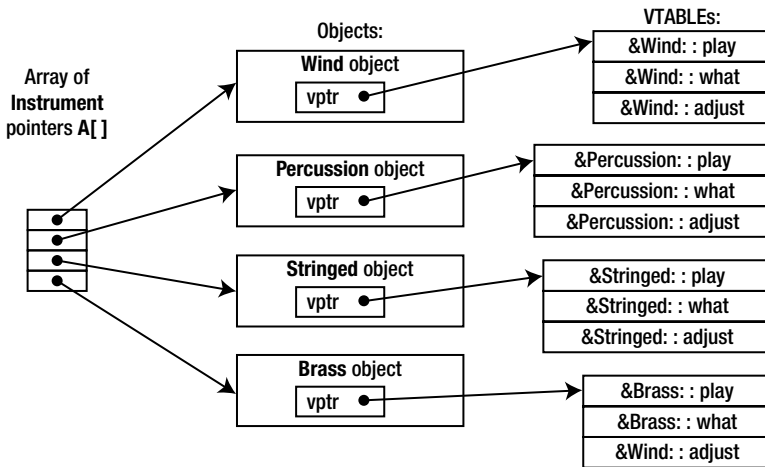 Array of
Instrument
pointers A[ ]
Objects:
Wind object
vptr
Percussion object
vptr
Stringed object
vptr
Brass object
vptr
VTABLEs:
&Wind: : play
&Wind: : what
&Wind: : adjust
&Percussion: : play
&Percussion: : what
&Percussion: : adjust
&Stringed: : play
&Stringed: : what
&Stringed: : adjust
&Brass: : play
&Brass: : what
&Wind: : adjust